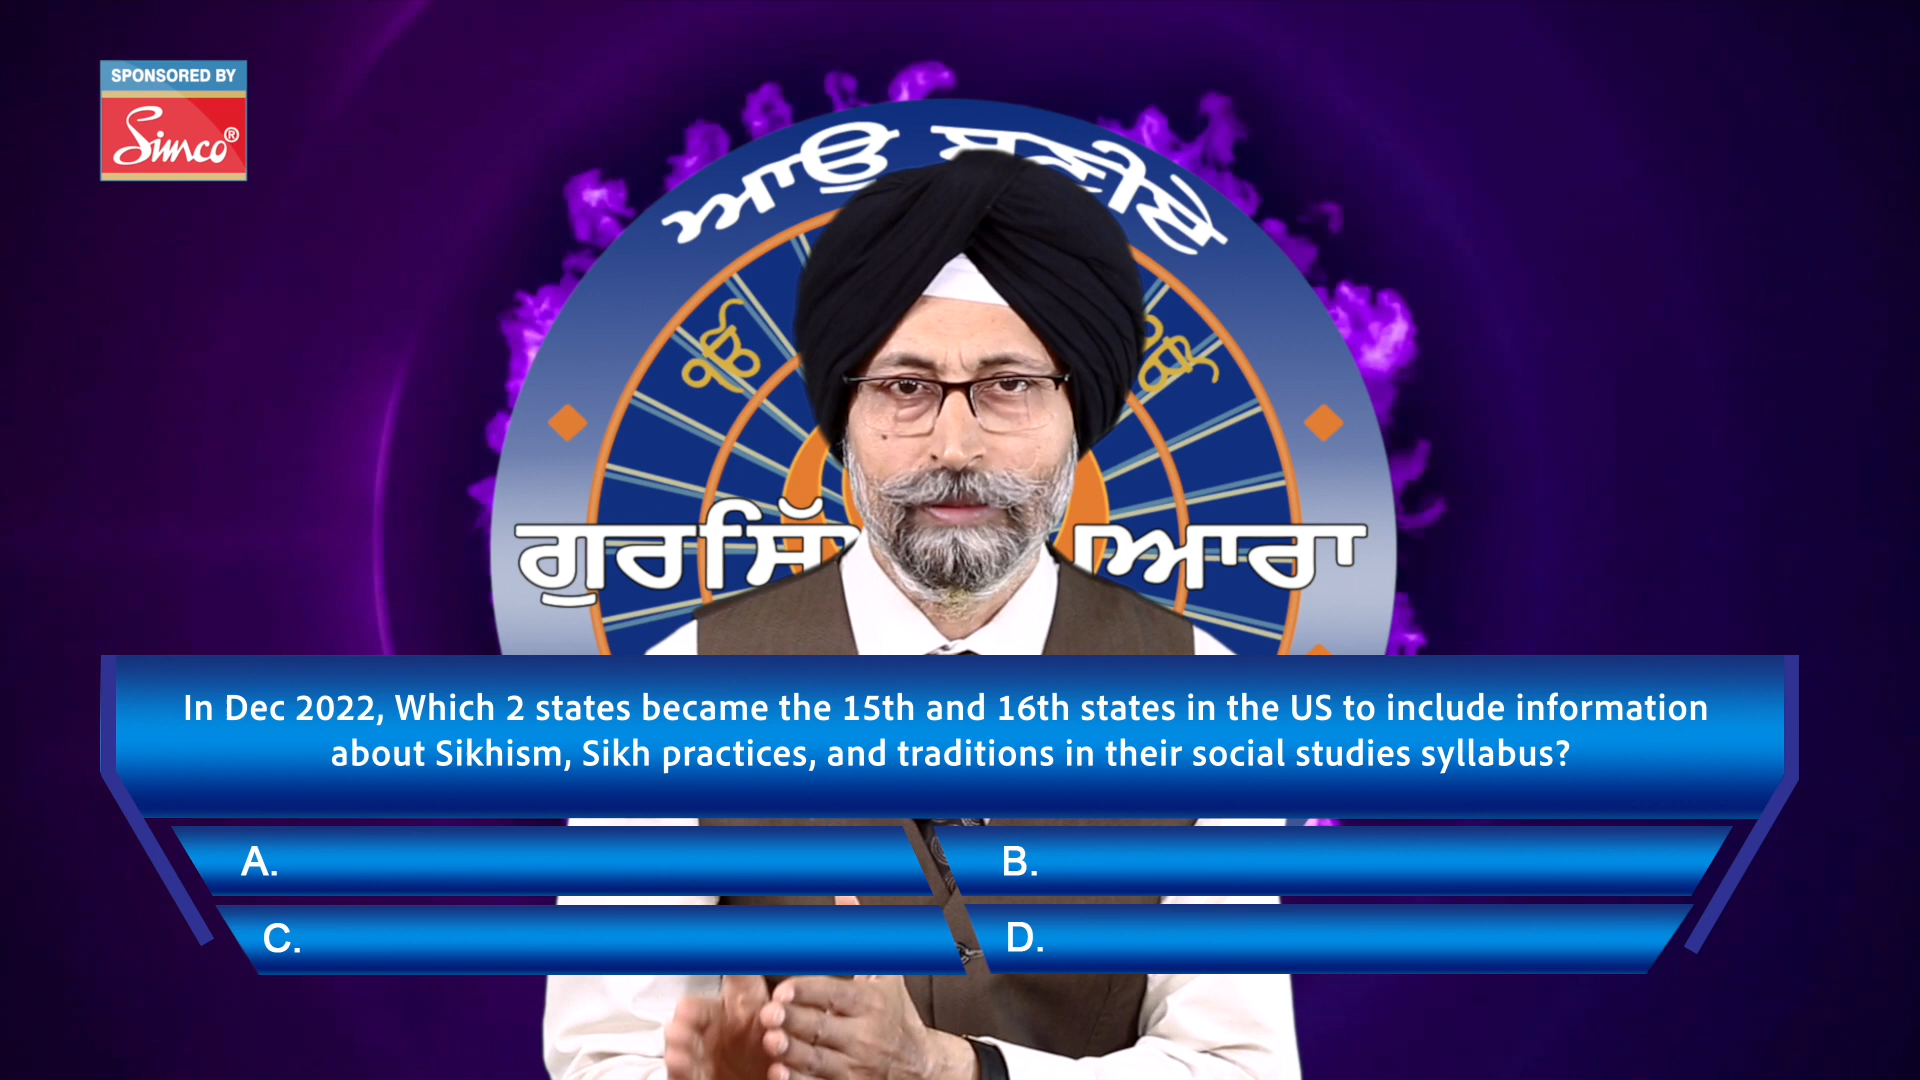 SPONSORED BY
Simco®
ਆਓ
In Dec 2022, Which 2 states became the 15th and 16th states in the US to include information
about Sikhism, Sikh practices, and traditions in their social studies syllabus?
A.
B.
C.
D.